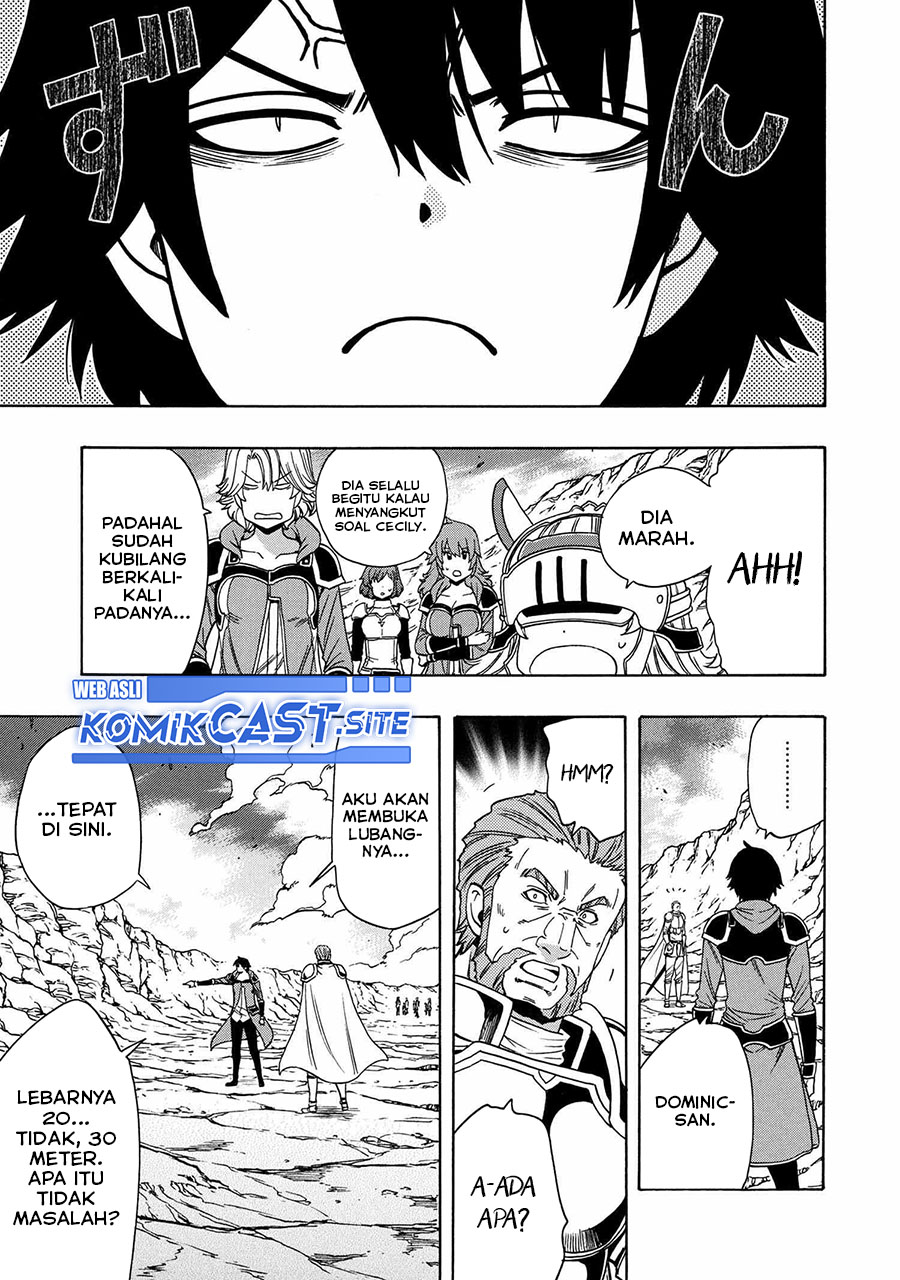 ずん
AHH!
DIA
MARAH.
DIA SELALU
BEGITU KALAU
MENYANGKUT
SOAL CECILY.
PADAHAL
SUDAH
KUBILANG
BERKALI-
KALI
PADANYA...
WEB ASLI
KOMIKCAST.SITE
..........
DOMINIC-
SAN.
HMM?
A-ADA
APA?
AKU AKAN
MEMBUKA
LUBANG-
NYA...
...TEPAT
DI SINI.
LEBARNYA
20...
TIDAK, 30
METER.
APA ITU
TIDAK
MASALAH?